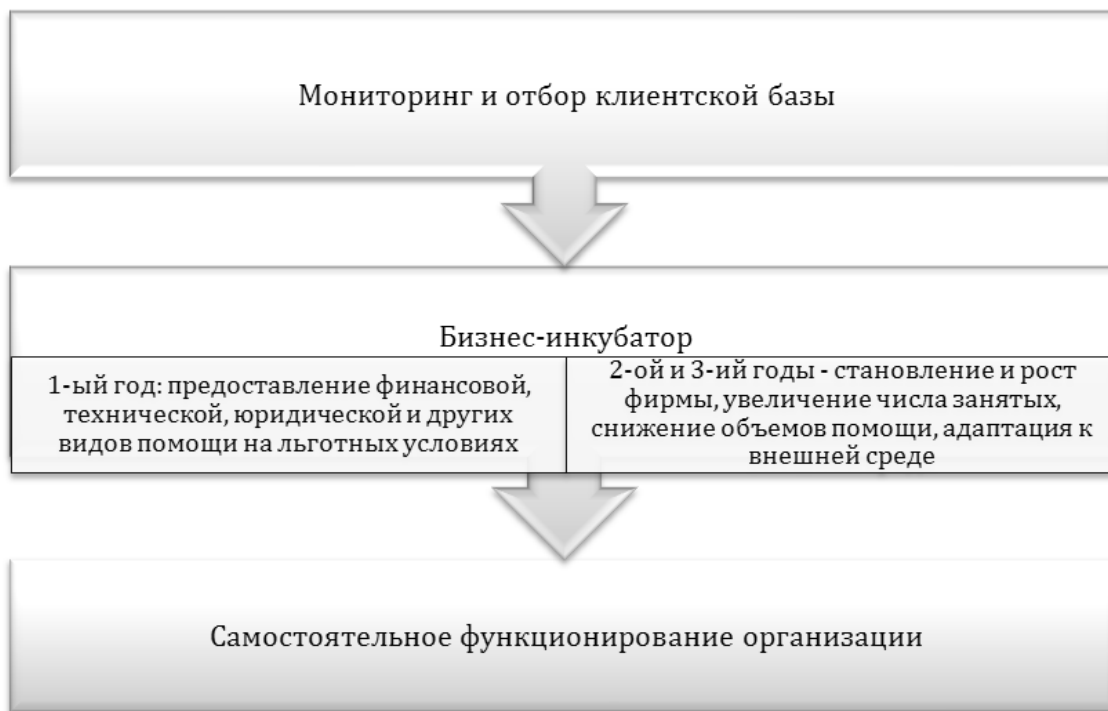 Мониторинг и отбор клиентской базы
Бизнес-инкубатор
1-ый год: предоставление финансовой,
технической, юридической и других
видов помощи на льготных условиях
2-ой и 3-ий годы - становление и рост
фирмы, увеличение числа занятых,
снижение объемов помощи, адаптация к
внешней среде
Самостоятельное функционирование организации